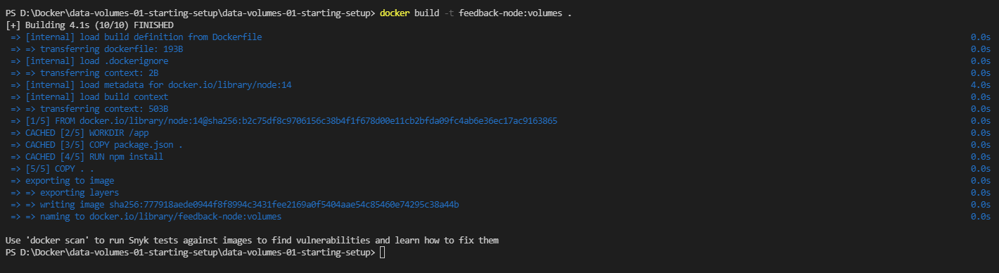 PS D:\Docker\data-volumes-01-starting-setup\data-volumes-01-starting-setup> docker build -t feedback-node:volumes .
[+] Building 4.1s (10/10) FINISHED
=> [internal] load build definition from Dockerfile 0.0s
=> => transferring dockerfile: 193B 0.0s
=> [internal] load .dockerignore 0.0s
=> => transferring context: 2B 0.0s
=> [internal] load metadata for docker.io/library/node:14 4.0s
=> [internal] load build context 0.0s
=> => transferring context: 503B 0.0s
=> [1/5] FROM docker.io/library/node:14@sha256:b2c75df8c9706156c38b4f1f678d00e11cb2bfda09fc4ab6e36ec17ac9163865 0.0s
=> CACHED [2/5] WORKDIR /app 0.0s
=> CACHED [3/5] COPY package.json . 0.0s
=> CACHED [4/5] RUN npm install 0.0s
=> [5/5] COPY . . 0.0s
=> exporting to image 0.0s
=> => exporting layers 0.0s
=> => writing image sha256:777918aede0944f8f8994c3431fee2169a0f5404aae54c85460e74295c38a44b 0.0s
=> => naming to docker.io/library/feedback-node:volumes 0.0s
Use 'docker scan' to run Snyk tests against images to find vulnerabilities and learn how to fix them
PS D:\Docker\data-volumes-01-starting-setup\data-volumes-01-starting-setup>